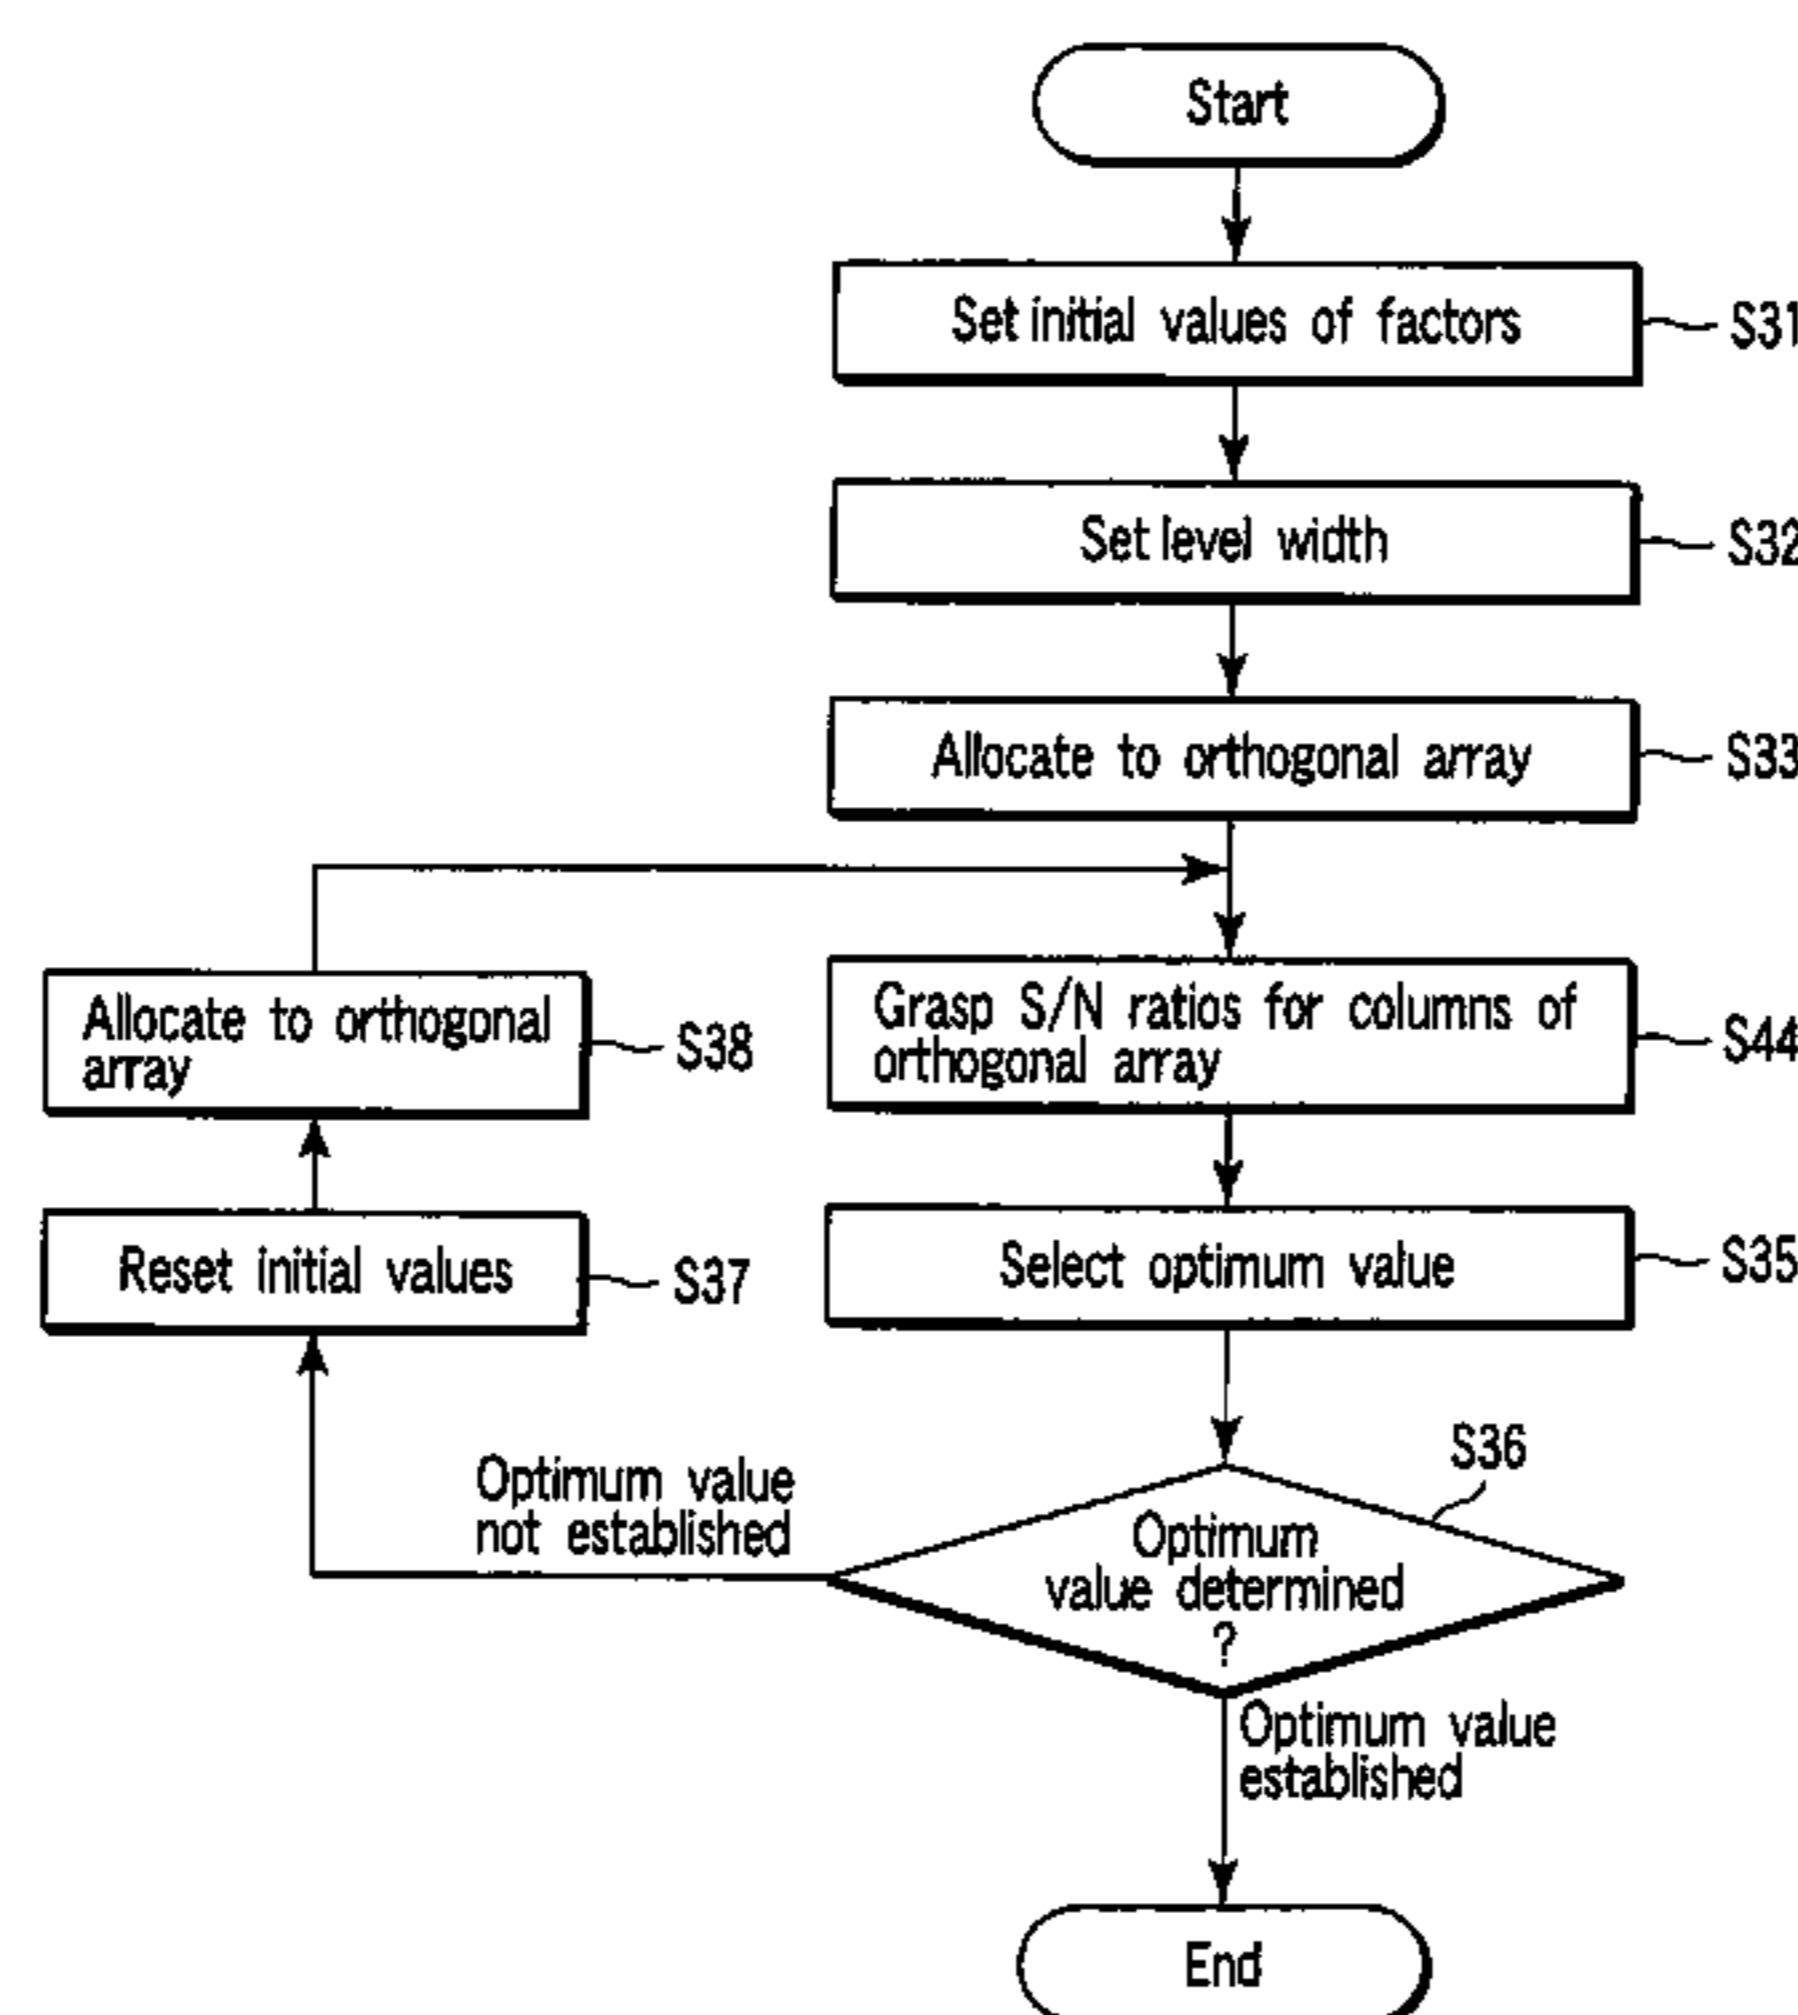 Start
Set initial values of factors
S31
Set level width
S32
Allocate to orthogonal array
S33
Allocate to orthogonal
array
S38
Grasp S/N ratios for columns of
orthogonal array
S44
Reset initial values
S37
Select optimum value
S35
S36
Optimum value
not established
Optimum
value determined
?
Optimum value
established
End